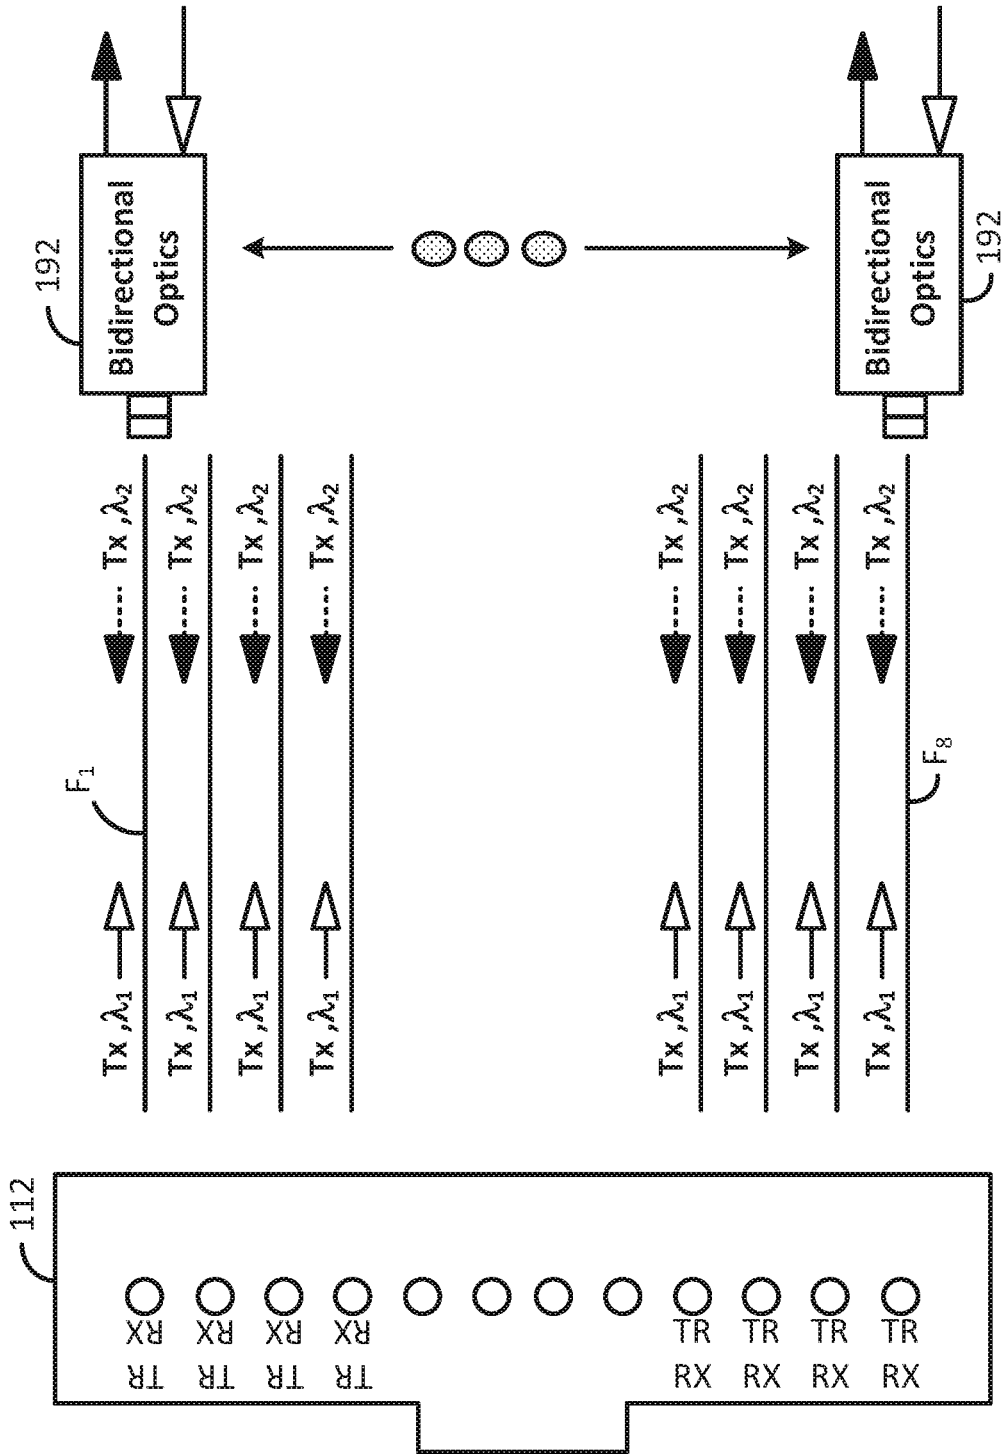 112
192
F₁
Tx ,λ₁
Tx ,λ₂
Bidirectional
Optics
Tx ,λ₁
Tx ,λ₂
Tx ,λ₁
Tx ,λ₂
Tx ,λ₁
Tx ,λ₂
TR RX
TR RX
TR RX
TR RX
RX TR
RX TR
RX TR
RX TR
Tx ,λ₁
Tx ,λ₂
Tx ,λ₁
Tx ,λ₂
Tx ,λ₁
Tx ,λ₂
Tx ,λ₁
Tx ,λ₂
Bidirectional
Optics
F₈
192